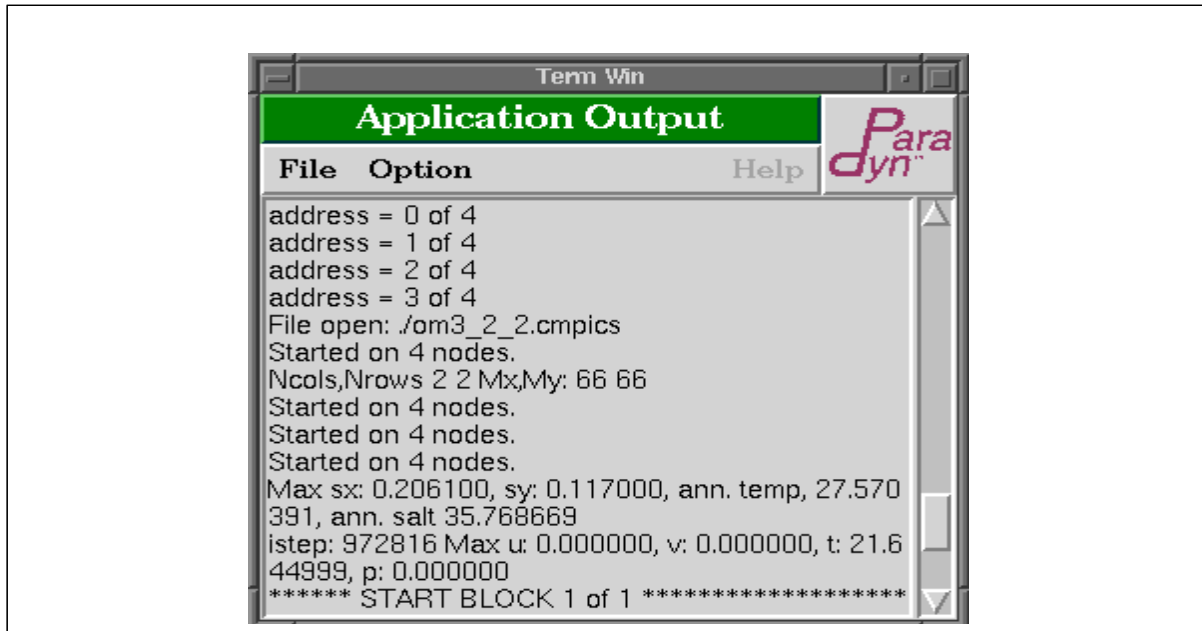 Term Win
Application Output
Paradyn™
File Option Help
address = 0 of 4
address = 1 of 4
address = 2 of 4
address = 3 of 4
File open: ./om3_2_2.cmpics
Started on 4 nodes.
Ncols,Nrows 2 2 Mx,My: 66 66
Started on 4 nodes.
Started on 4 nodes.
Started on 4 nodes.
Max sx: 0.206100, sy: 0.117000, ann. temp, 27.570
391, ann. salt 35.768669
istep: 972816 Max u: 0.000000, v: 0.000000, t: 21.6
44999, p: 0.000000
****** START BLOCK 1 of 1 *******************